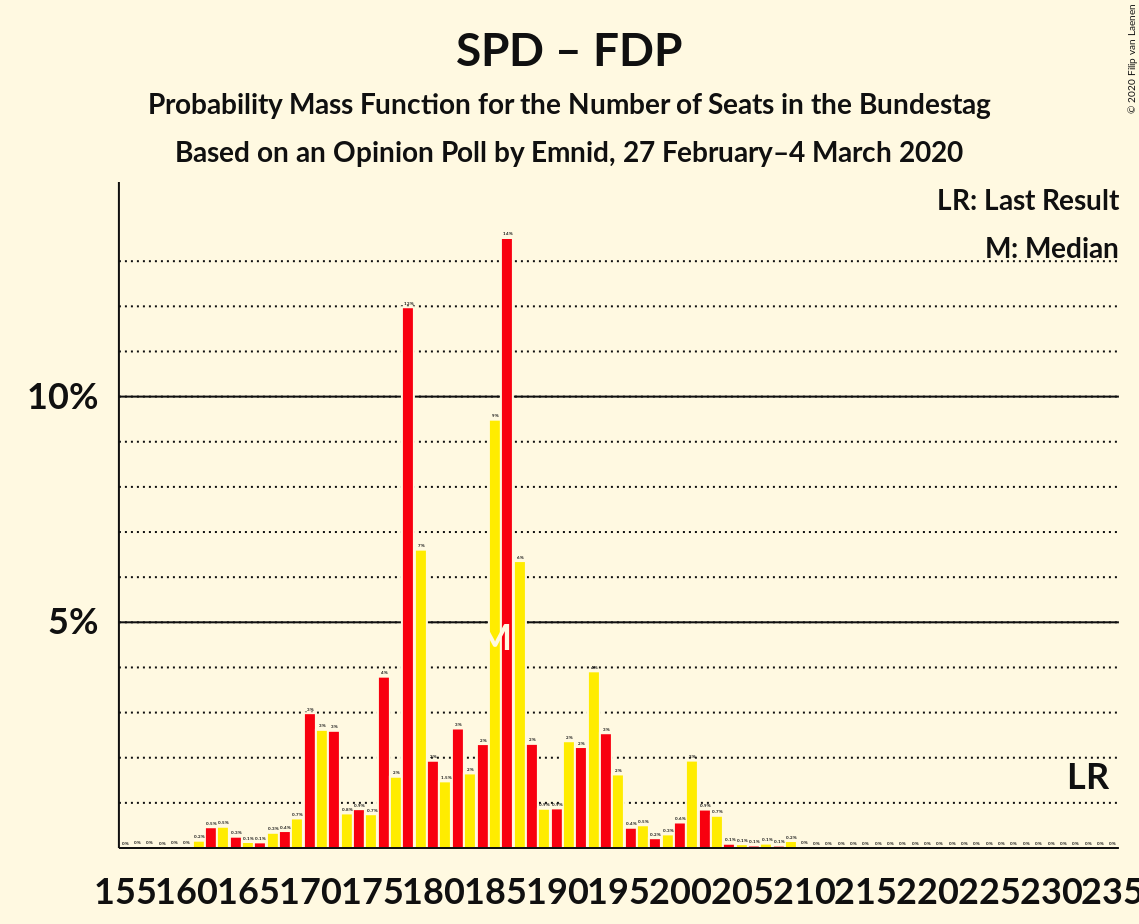 SPD – FDP
Probability Mass Function for the Number of Seats in the Bundestag
Based on an Opinion Poll by Emnid, 27 February–4 March 2020
© 2020 Filip van Laenen
LR: Last Result
M: Median
10%
5%
M
LR
155 160 165 170 175 180 185 190 195 200 205 210 215 220 225 230 235